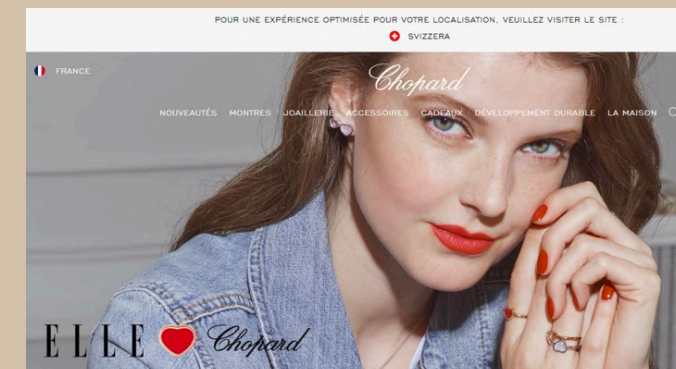 POUR UNE EXPÉRIENCE OPTIMISÉE POUR VOTRE LOCALISATION, VEUILLEZ VISITER LE SITE :
SVIZZERA
FRANCE
Chopard
NOUVEAUTÉS MONTRES JOAILLERIE ACCESSOIRES CADEAUX DÉVELOPPEMENT DURABLE LA MAISON
ELLE Chopard